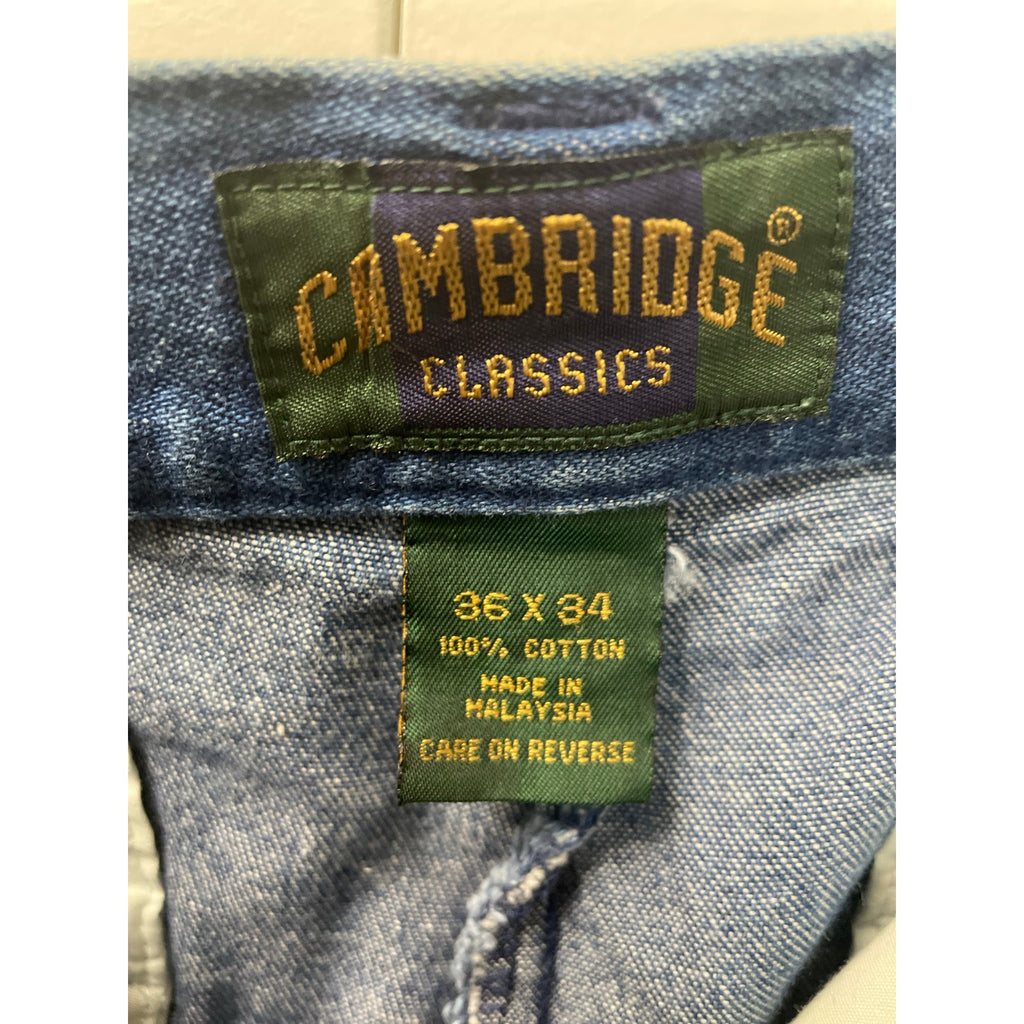 CAMBRIDGE®
CLASSICS
36 X 34
100% COTTON
MADE IN
MALAYSIA
CARE ON REVERSE